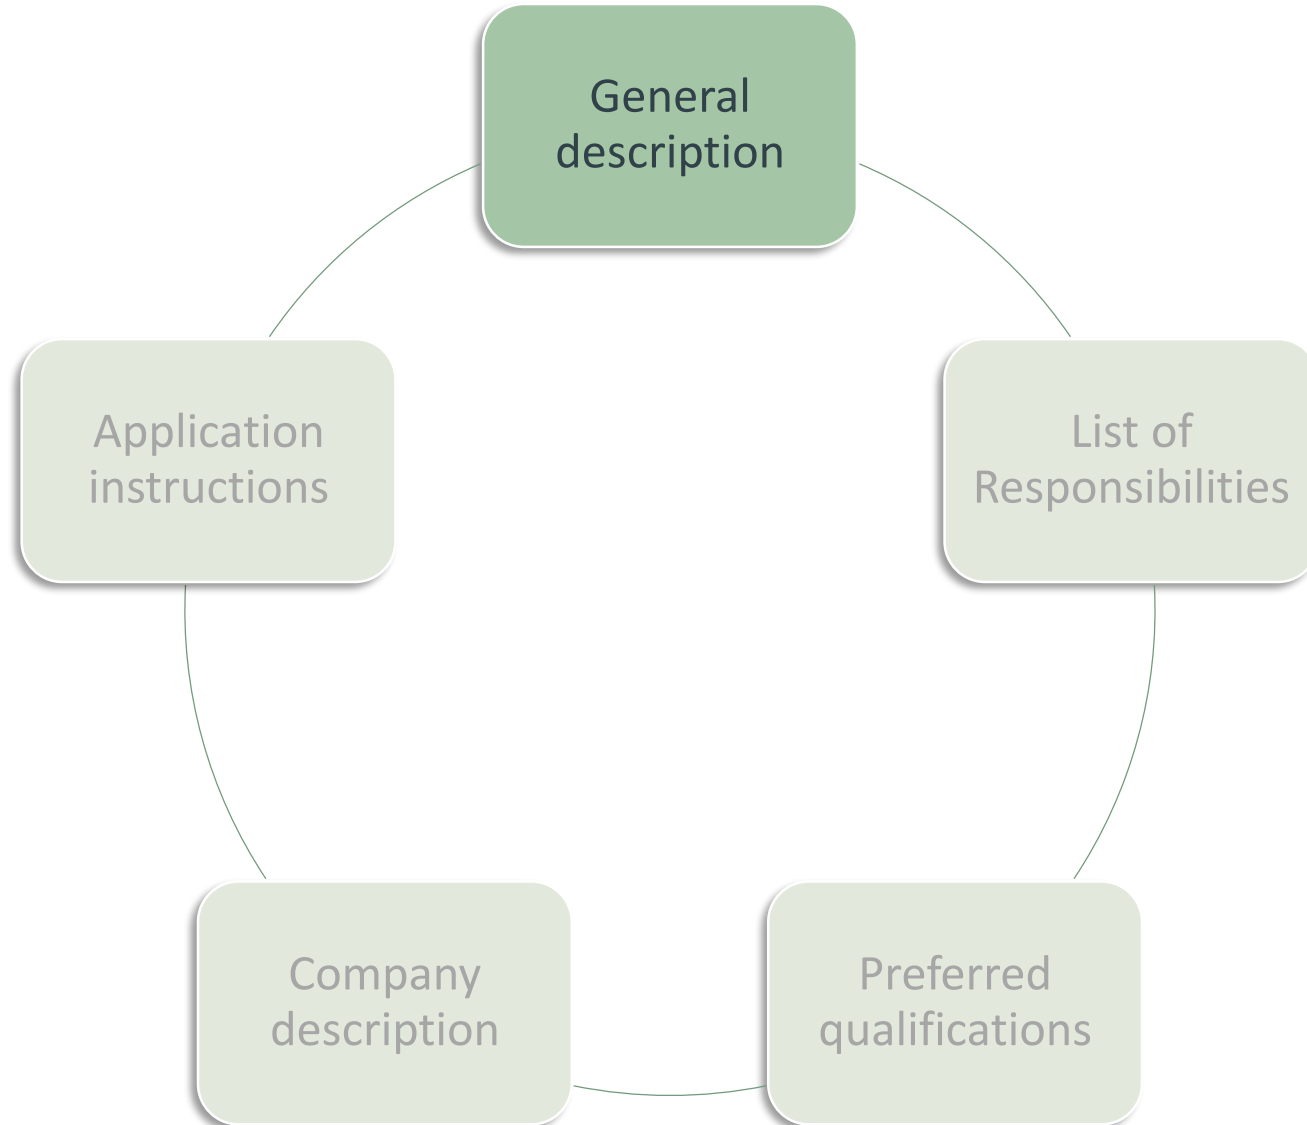 General
description
List of
Responsibilities
Preferred
qualifications
Company
description
Application
instructions